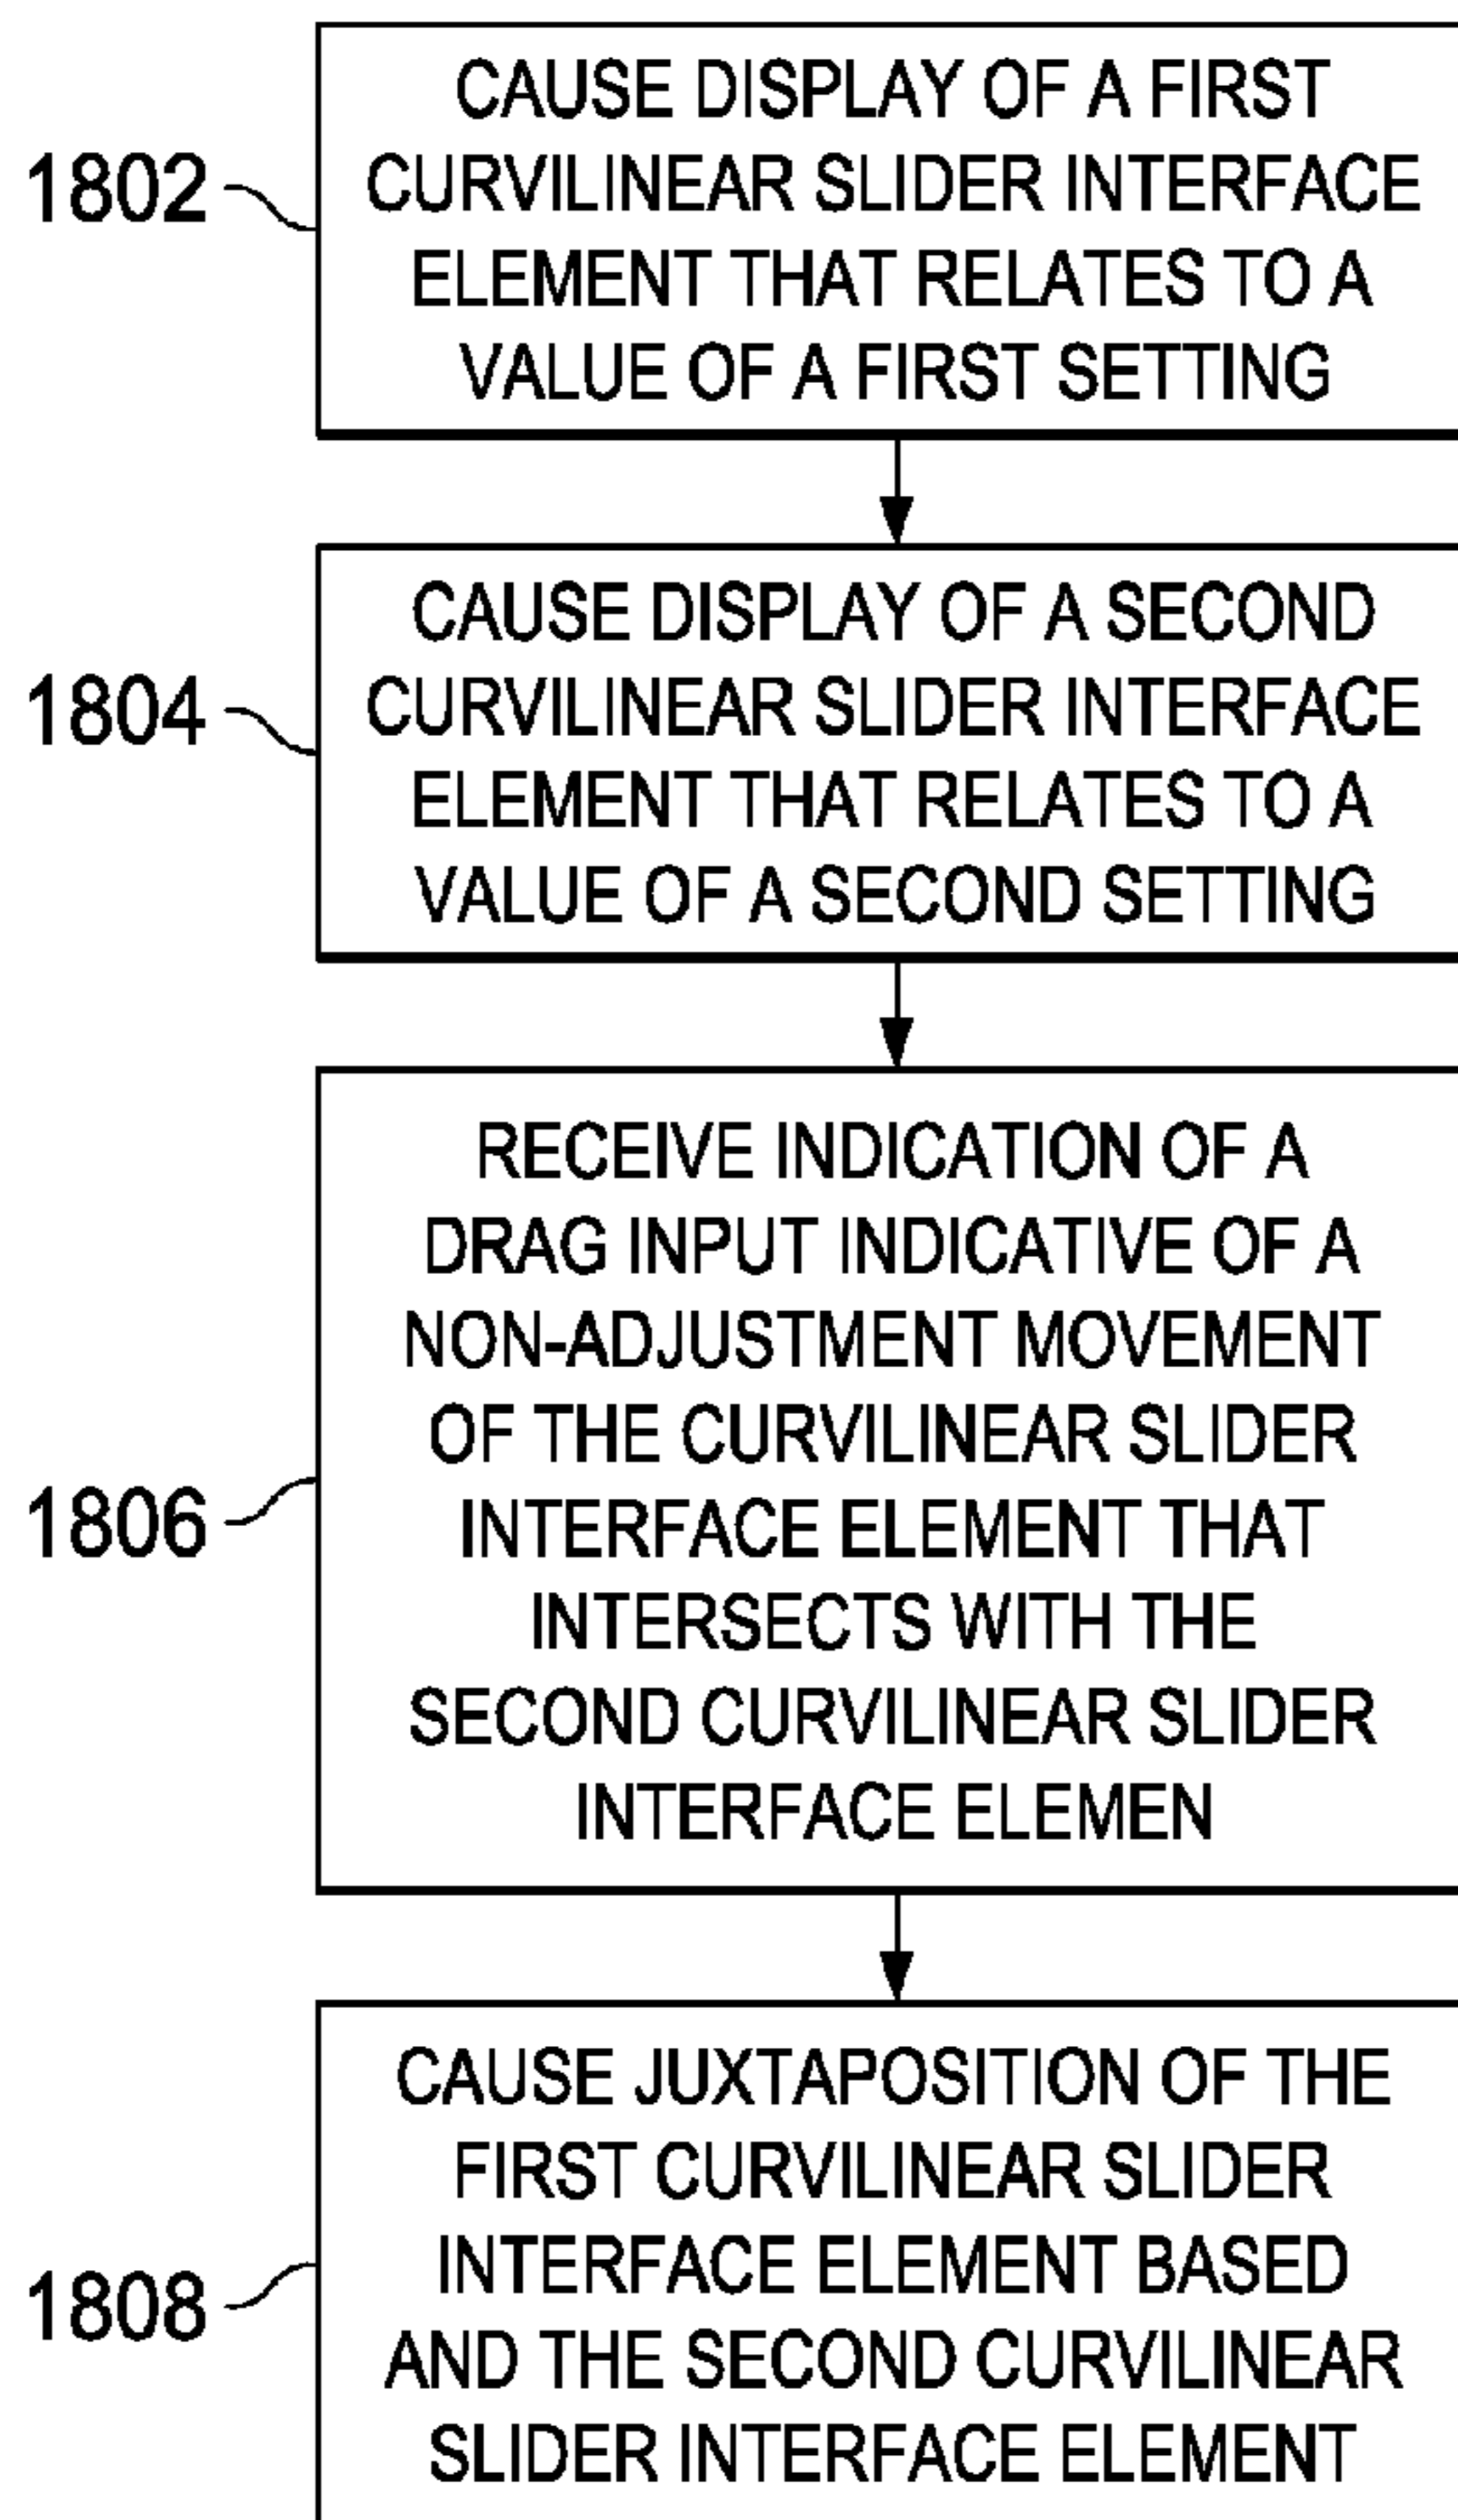 CAUSE DISPLAY OF A FIRST
1802
CURVILINEAR SLIDER INTERFACE
ELEMENT THAT RELATES TO A
VALUE OF A FIRST SETTING
CAUSE DISPLAY OF A SECOND
1804
CURVILINEAR SLIDER INTERFACE
ELEMENT THAT RELATES TO A
VALUE OF A SECOND SETTING
RECEIVE INDICATION OF A
DRAG INPUT INDICATIVE OF A
NON-ADJUSTMENT MOVEMENT
OF THE CURVILINEAR SLIDER
1806
INTERFACE ELEMENT THAT
INTERSECTS WITH THE
SECOND CURVILINEAR SLIDER
INTERFACE ELEMEN
CAUSE JUXTAPOSITION OF THE
FIRST CURVILINEAR SLIDER
1808
INTERFACE ELEMENT BASED
AND THE SECOND CURVILINEAR
SLIDER INTERFACE ELEMENT